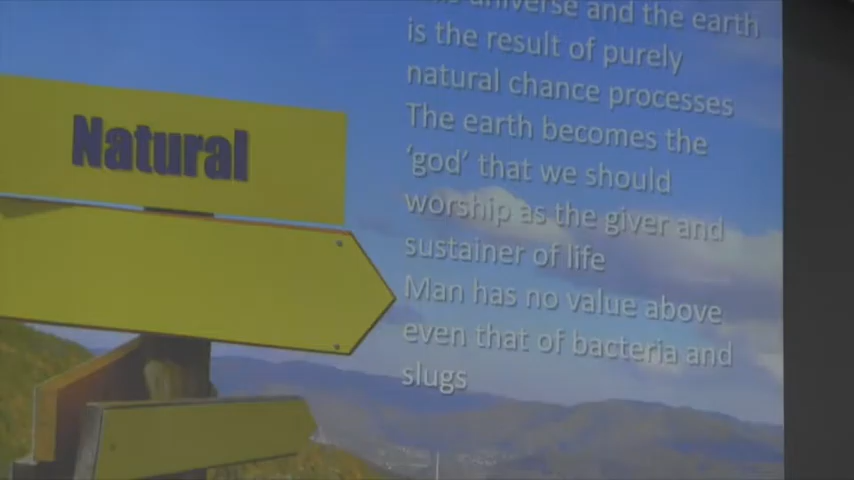 Natural
universe and the earth
is the result of purely
natural chance processes
The earth becomes the
‘god’ that we should
worship as the giver and
sustainer of life
Man has no value above
even that of bacteria and
slugs